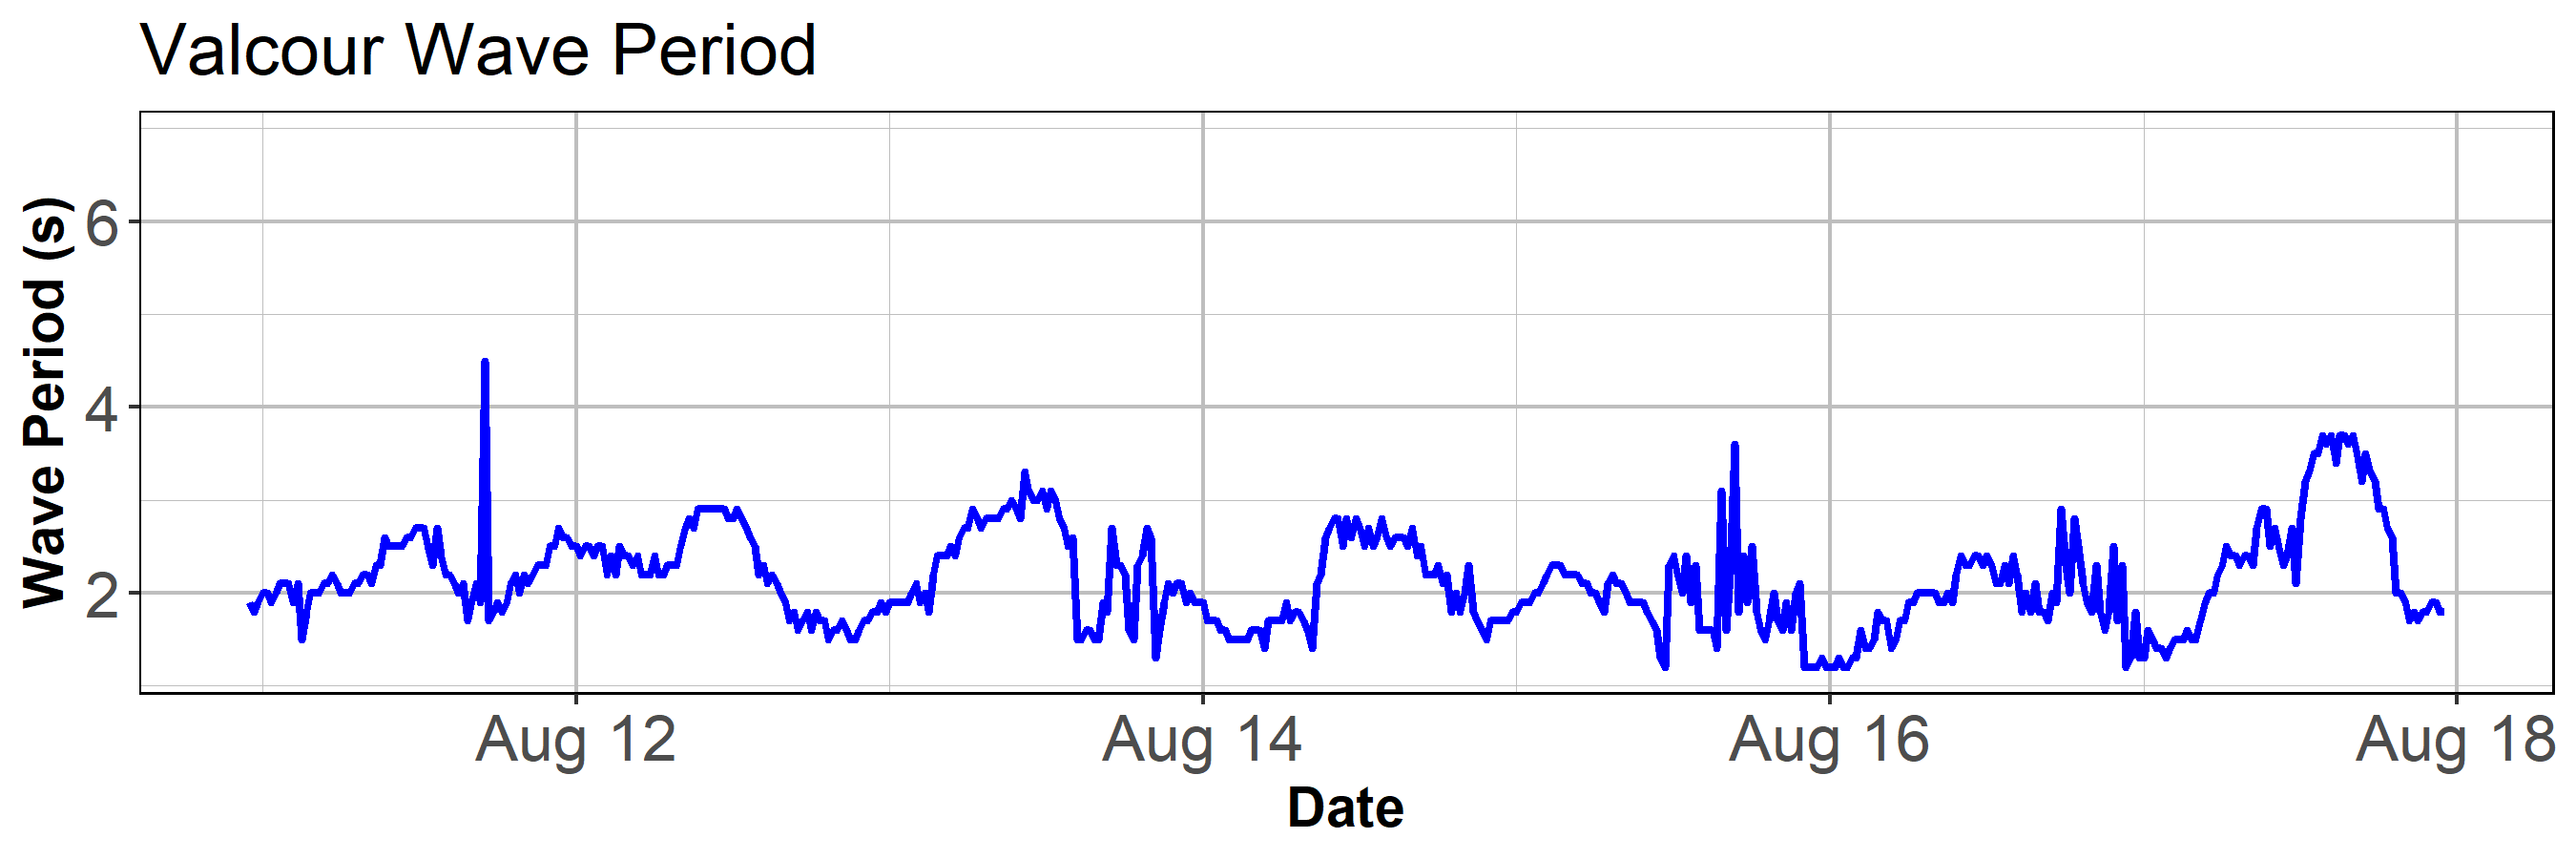 Valcour Wave Period
Wave Period (s)
6
4
2
Aug 12
Aug 14
Aug 16
Aug 18
Date